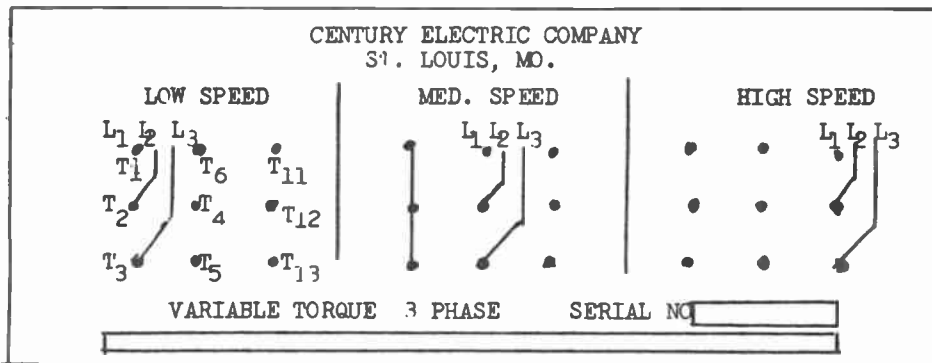 CENTURY ELECTRIC COMPANY
ST. LOUIS, MO.
LOW SPEED MED. SPEED HIGH SPEED
L1 L2 L3 L1 L2 L3 L1 L2 L3
T1 T6 T11
T2 T4 T12
T3 T5 T13
VARIABLE TORQUE 3 PHASE SERIAL NO